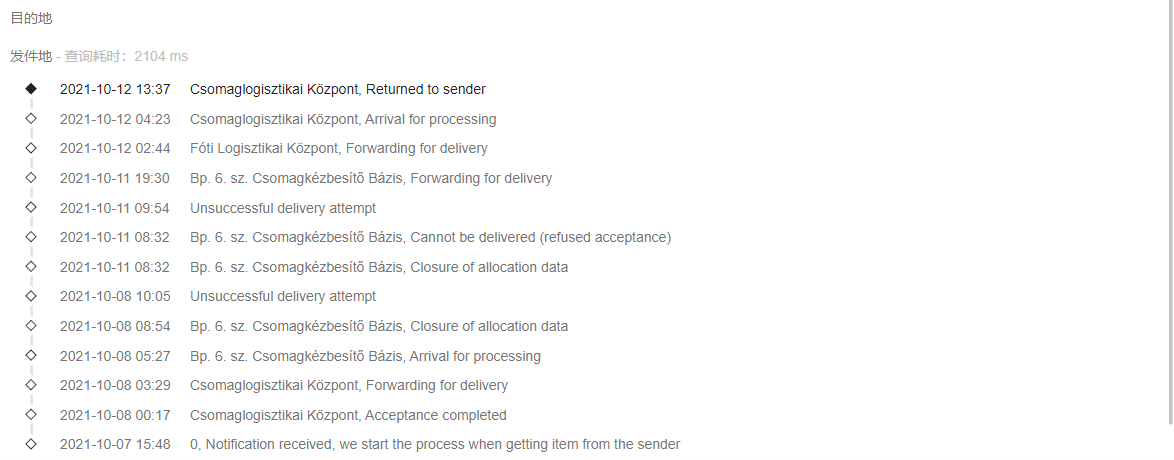 目的地
发件地 - 查询耗时：2104 ms
2021-10-12 13:37 Csomaglogisztikai Központ, Returned to sender
2021-10-12 04:23 Csomaglogisztikai Központ, Arrival for processing
2021-10-12 02:44 Fóti Logisztikai Központ, Forwarding for delivery
2021-10-11 19:30 Bp. 6. sz. Csomagkézbesítő Bázis, Forwarding for delivery
2021-10-11 09:54 Unsuccessful delivery attempt
2021-10-11 08:32 Bp. 6. sz. Csomagkézbesítő Bázis, Cannot be delivered (refused acceptance)
2021-10-11 08:32 Bp. 6. sz. Csomagkézbesítő Bázis, Closure of allocation data
2021-10-08 10:05 Unsuccessful delivery attempt
2021-10-08 08:54 Bp. 6. sz. Csomagkézbesítő Bázis, Closure of allocation data
2021-10-08 05:27 Bp. 6. sz. Csomagkézbesítő Bázis, Arrival for processing
2021-10-08 03:29 Csomaglogisztikai Központ, Forwarding for delivery
2021-10-08 00:17 Csomaglogisztikai Központ, Acceptance completed
2021-10-07 15:48 0, Notification received, we start the process when getting item from the sender